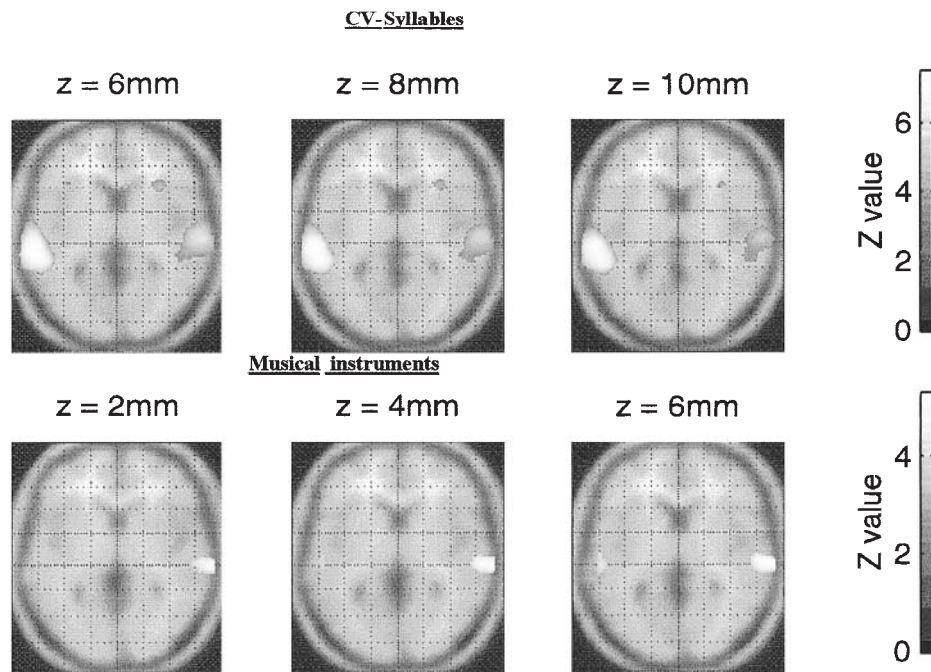 CV-Syllables
z = 6mm
z = 8mm
z = 10mm
6
4
2
0
Z value
Musical instruments
z = 2mm
z = 4mm
z = 6mm
4
2
0
Z value